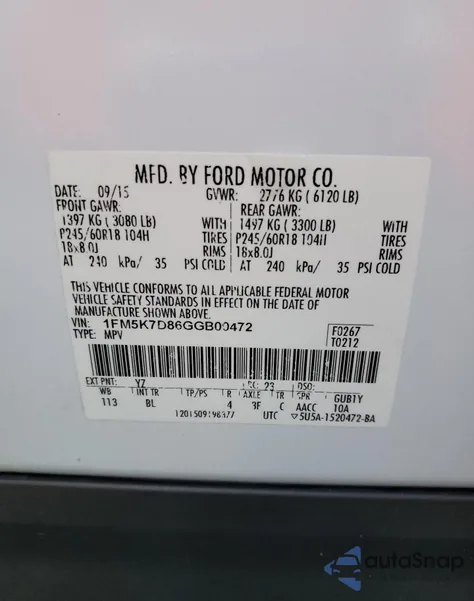 MFD. BY FORD MOTOR CO.
DATE: 09/15 GVWR: 2776 KG ( 6120 LB)
FRONT GAWR: REAR GAWR:
1397 KG ( 3080 LB) WITH 1497 KG ( 3300 LB) WITH
P245/60R18 104H TIRES P245/60R18 104H TIRES
18x8.0J RIMS 18x8.0J RIMS
AT 240 kPa/ 35 PSI COLD AT 240 kPa/ 35 PSI COLD
THIS VEHICLE CONFORMS TO ALL APPLICABLE FEDERAL MOTOR
VEHICLE SAFETY STANDARDS IN EFFECT ON THE DATE OF
MANUFACTURE SHOWN ABOVE.
VIN: 1FM5K7D86GGB00472 F0267
TYPE: MPV T0212
EXT PNT: YZ RC: 23 DSO:
WB INT TR TP/PS R AXLE TR SPR GUB1Y
113 BL 4 3F C AACC 10A
UTC 5U5A-1520472-BA
autoSnap